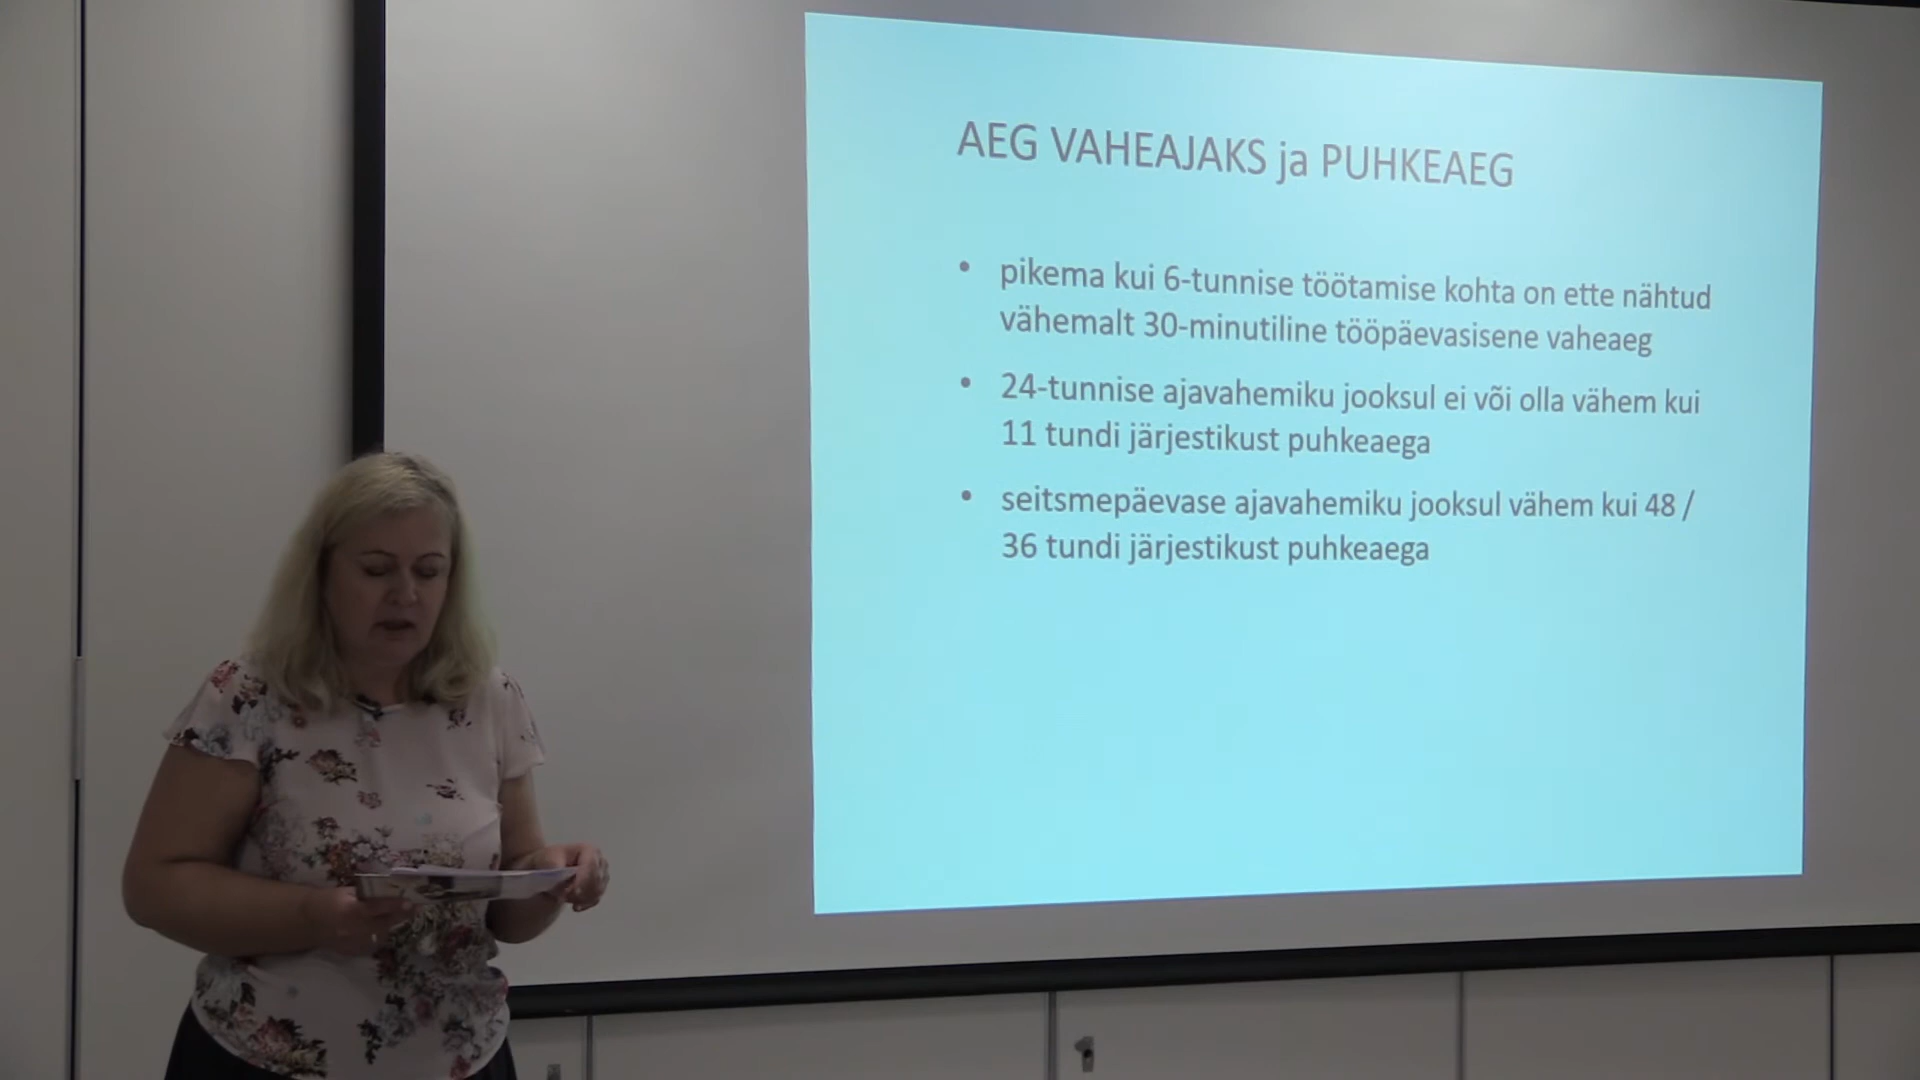 AEG VAHEAJAKS ja PUHKEAEG
• pikema kui 6-tunnise töötamise kohta on ette nähtud
vähemalt 30-minutiline tööpäevasisene vaheaeg
• 24-tunnise ajavahemiku jooksul ei või olla vähem kui
11 tundi järjestikust puhkeaega
• seitsmepäevase ajavahemiku jooksul vähem kui 48 /
36 tundi järjestikust puhkeaega